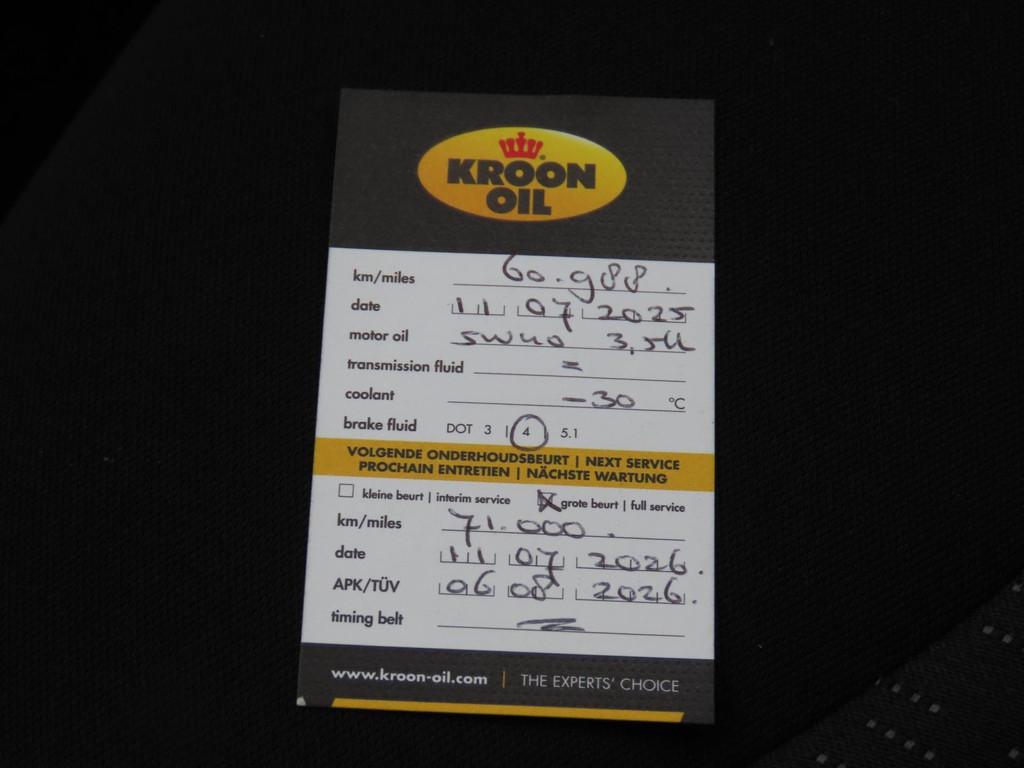 KROON
OIL
km/miles 60.988.
date 11 07 2025
motor oil 5W40 3,5L
transmission fluid =
coolant -30 °C
brake fluid DOT 3 | 4 5.1
VOLGENDE ONDERHOUDSBEURT | NEXT SERVICE
PROCHAIN ENTRETIEN | NÄCHSTE WARTUNG
kleine beurt | interim service X grote beurt | full service
km/miles 71.000.
date 11 07 2026.
APK/TÜV 06 08 2026.
timing belt
www.kroon-oil.com | THE EXPERTS' CHOICE